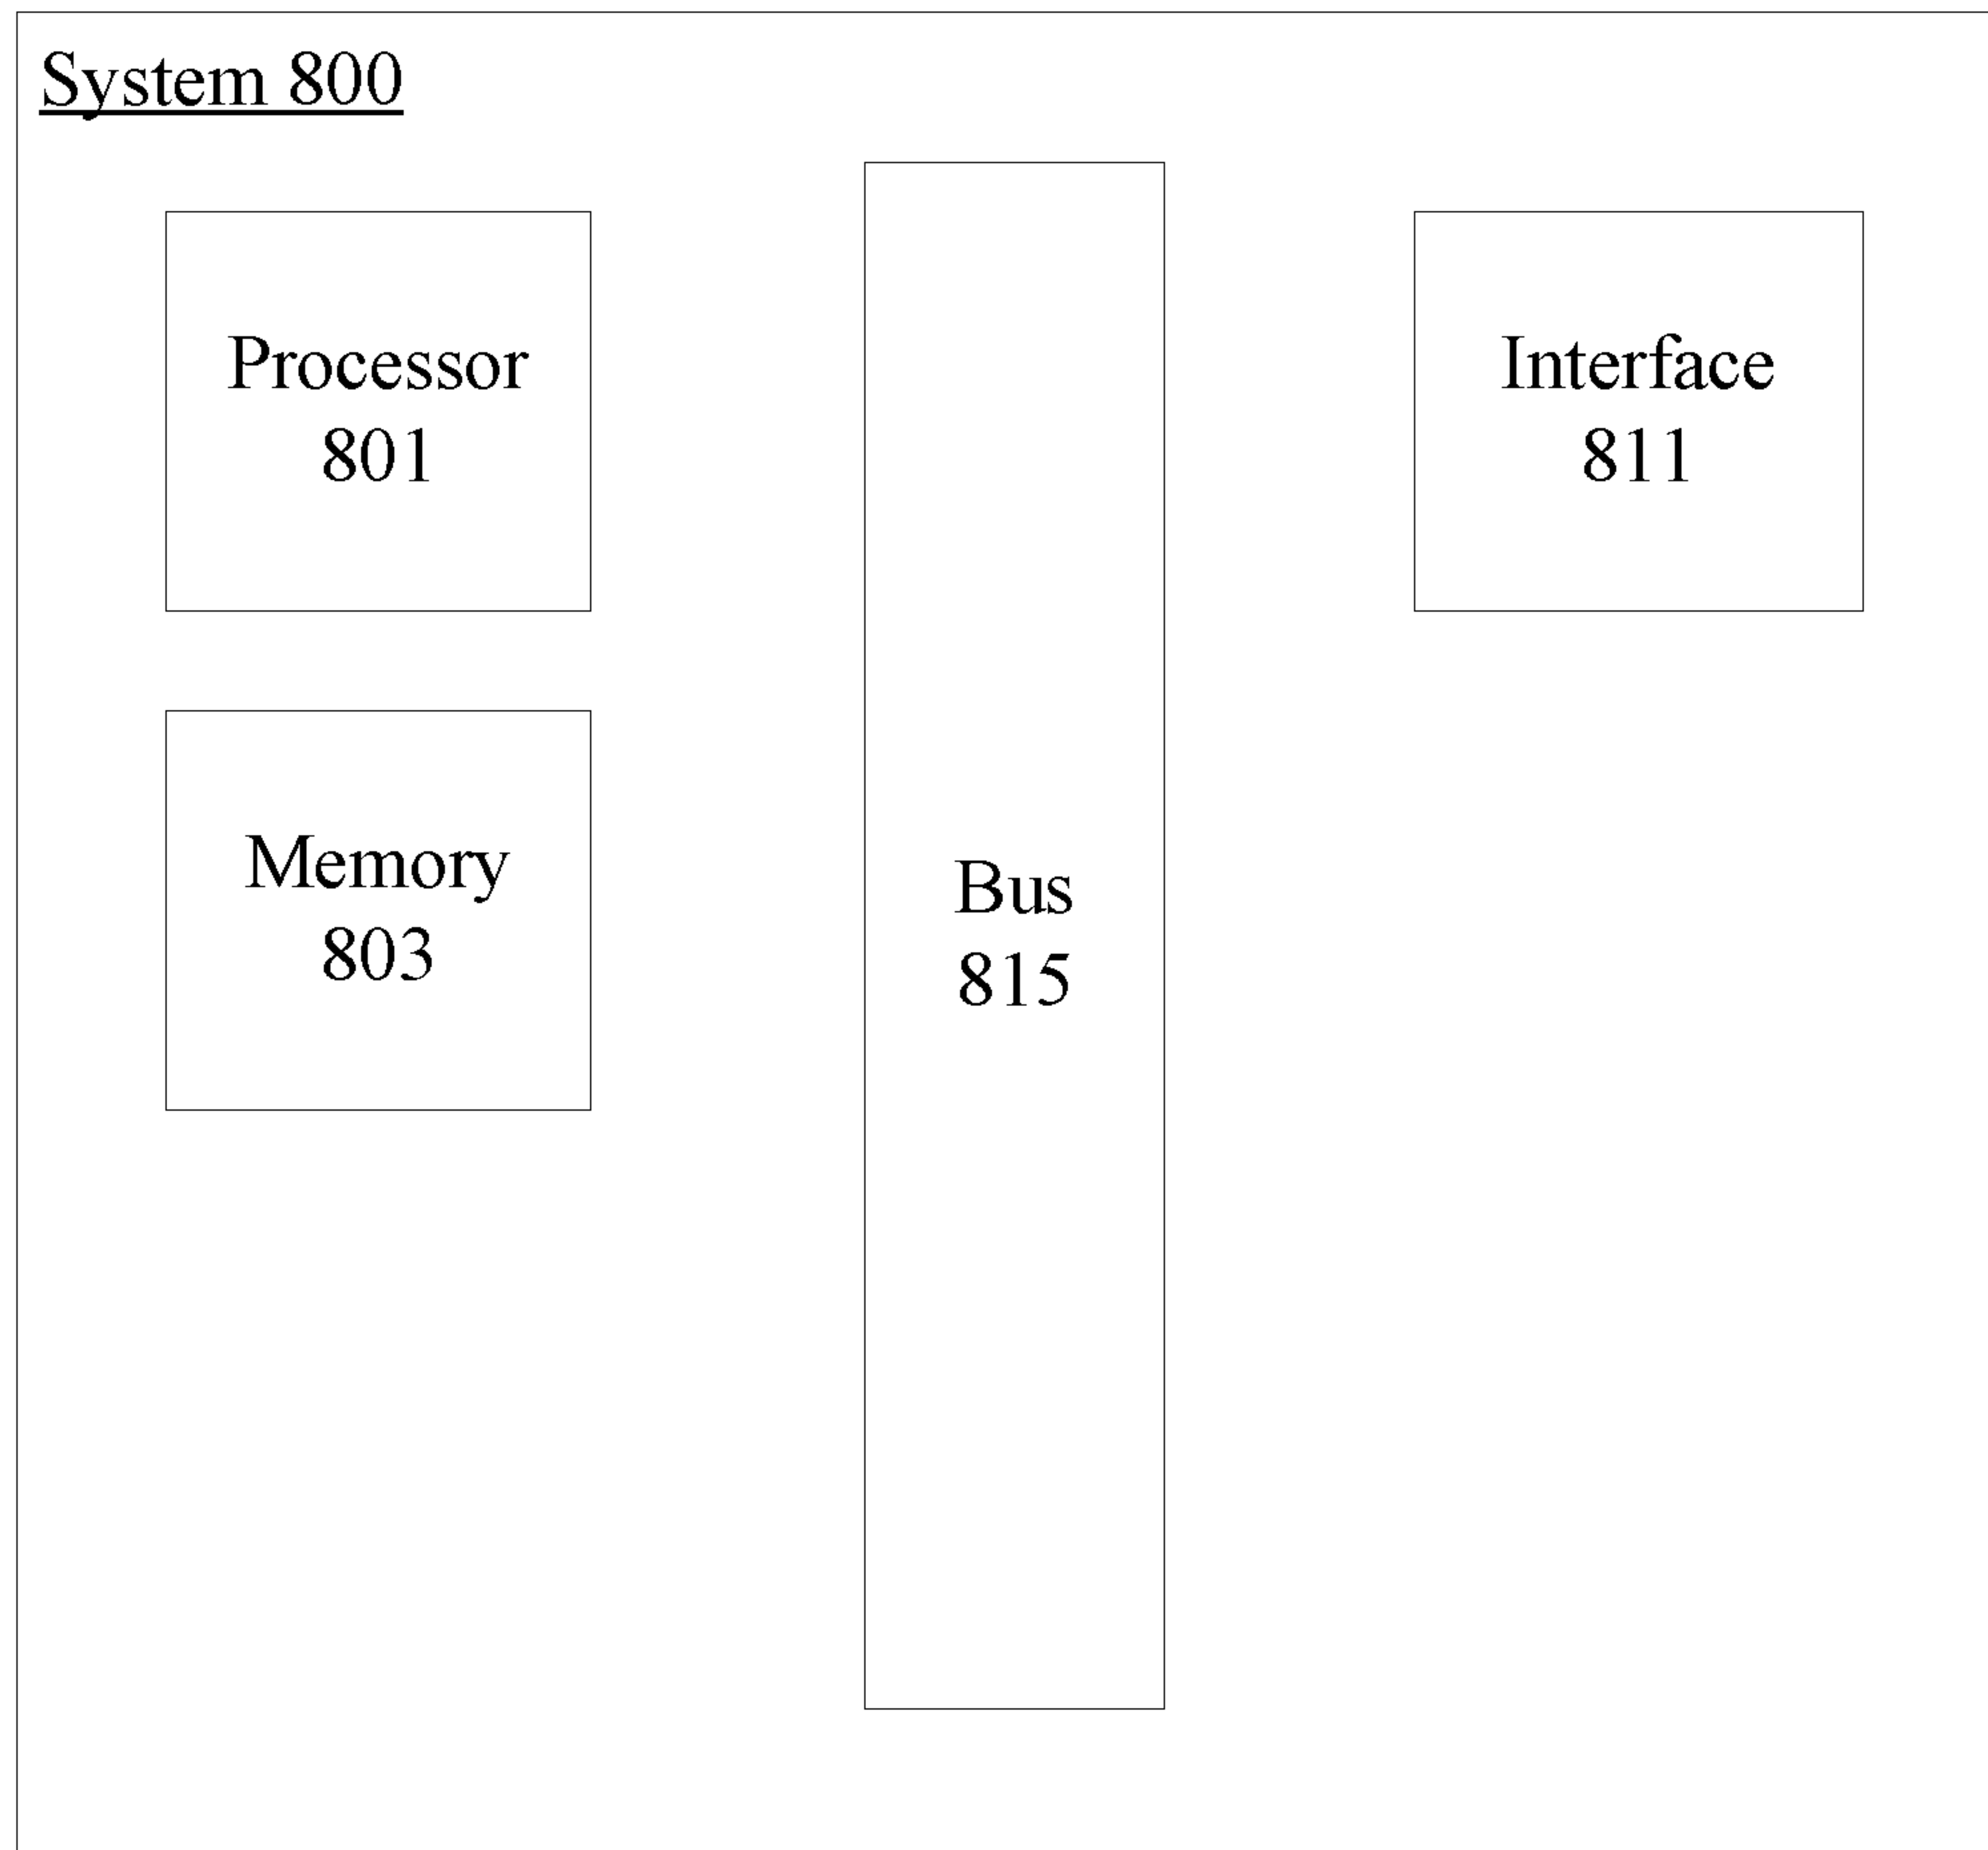 System 800
Processor
801
Memory
803
Bus
815
Interface
811